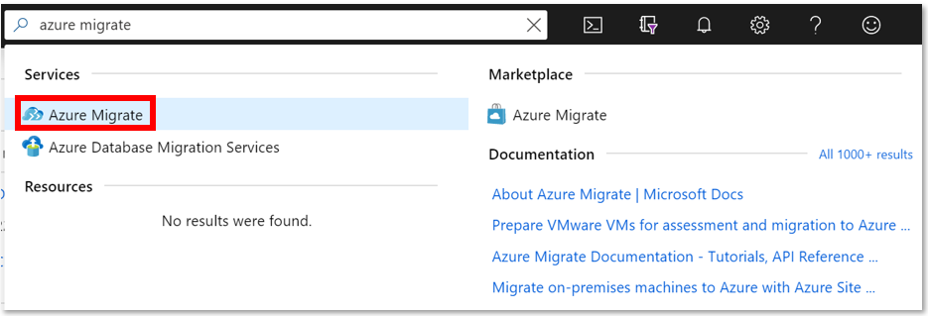 azure migrate
Services
Azure Migrate
Azure Database Migration Services
Resources
No results were found.
Marketplace
Azure Migrate
Documentation
All 1000+ results
About Azure Migrate | Microsoft Docs
Prepare VMware VMs for assessment and migration to Azure ...
Azure Migrate Documentation - Tutorials, API Reference ...
Migrate on-premises machines to Azure with Azure Site ...